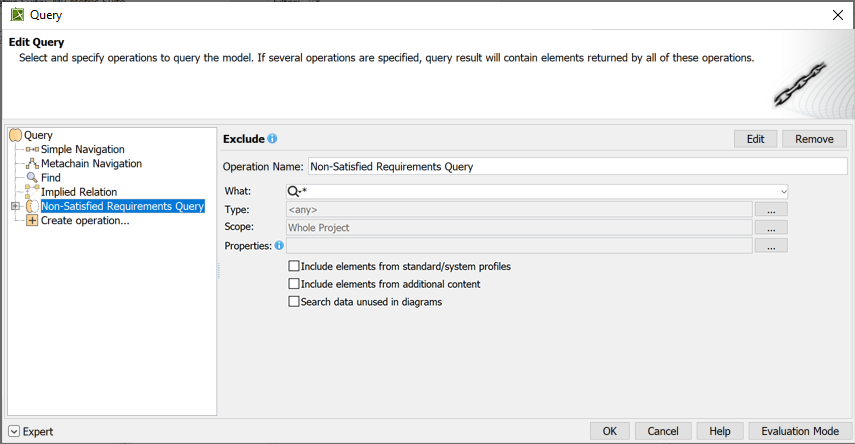 Query
Edit Query
Select and specify operations to query the model. If several operations are specified, query result will contain elements returned by all of these operations.
Query
Simple Navigation
Metachain Navigation
Find
Implied Relation
Non-Satisfied Requirements Query
Create operation...
Exclude
Edit
Remove
Operation Name: Non-Satisfied Requirements Query
What: *
Type: <any> ...
Scope: Whole Project ...
Properties: ...
Include elements from standard/system profiles
Include elements from additional content
Search data unused in diagrams
Expert
OK
Cancel
Help
Evaluation Mode